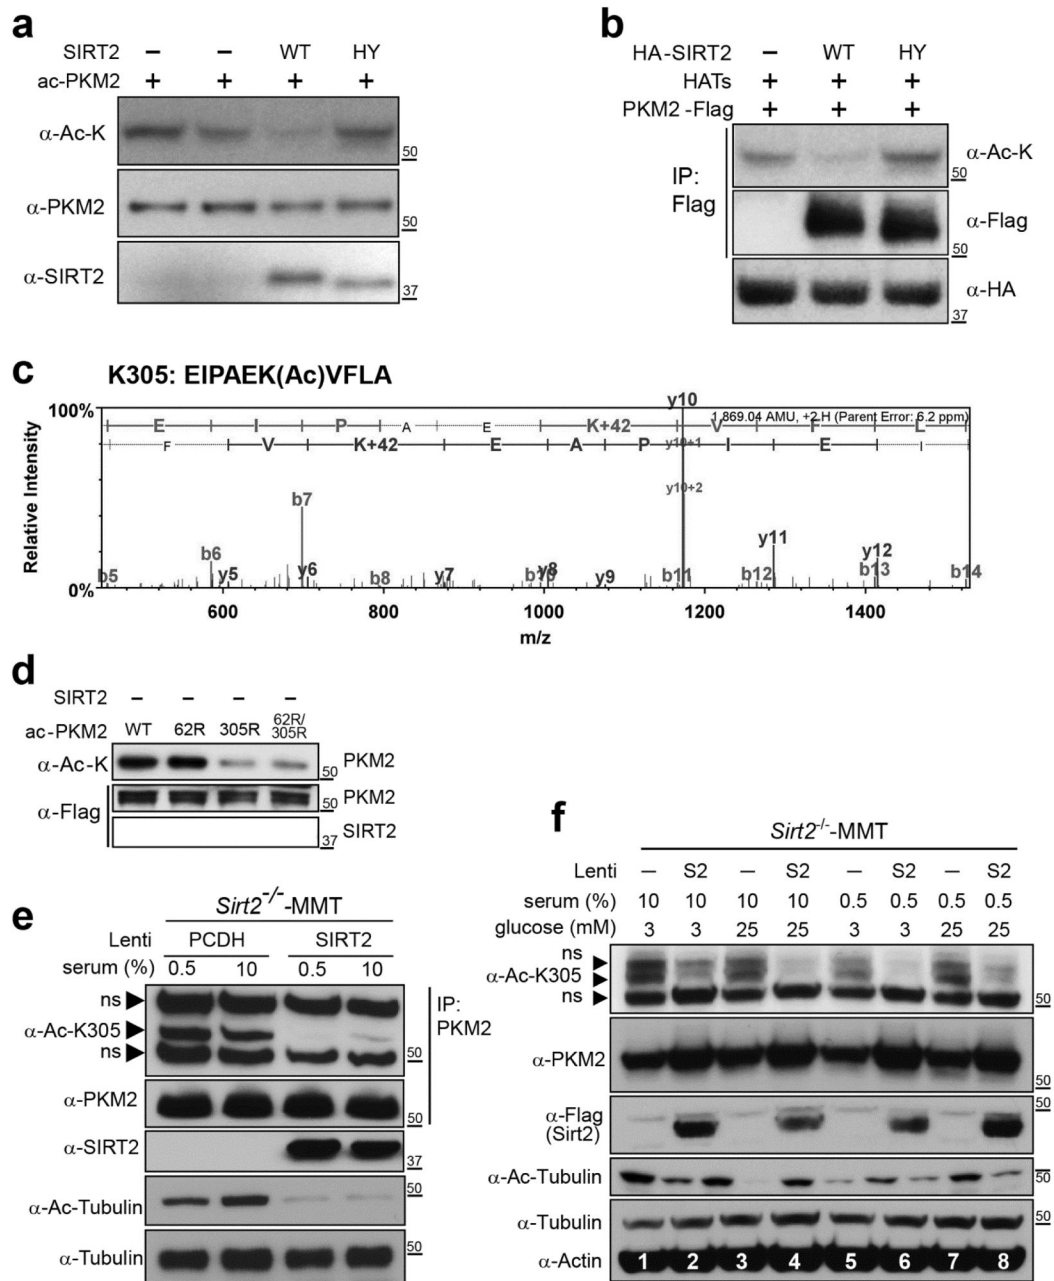 a
SIRT2 – – WT HY
ac-PKM2 + + + +
α-Ac-K 50
α-PKM2 50
α-SIRT2 37
b
HA-SIRT2 – WT HY
HATs + + +
PKM2 -Flag + + +
IP: Flag
α-Ac-K 50
α-Flag 50
α-HA 37
c
K305: EIPAEK(Ac)VFLA
y10
100%
1,869.04 AMU, +2 H (Parent Error: 6.2 ppm)
E I P A E K+42 V F L
F V K+42 E A P I E
y10+1
y10+2
Relative Intensity
b7
b6
y11
y12
b5 y5 y6 b8 y7 y8 y9 b11 b12 b13 b14
0%
600 800 1000 1200 1400
m/z
d
SIRT2 – – – –
ac-PKM2 WT 62R 305R 62R/305R
α-Ac-K 50 PKM2
α-Flag 50 PKM2
37 SIRT2
e
Sirt2-/--MMT
Lenti PCDH SIRT2
serum (%) 0.5 10 0.5 10
ns
α-Ac-K305
ns 50
IP: PKM2
α-PKM2 50
α-SIRT2 37
α-Ac-Tubulin 50
α-Tubulin 50
f
Sirt2-/--MMT
Lenti – S2 – S2 – S2 – S2
serum (%) 10 10 10 10 0.5 0.5 0.5 0.5
glucose (mM) 3 3 25 25 3 3 25 25
ns
α-Ac-K305
ns 50
α-PKM2 50
α-Flag (Sirt2) 50
α-Ac-Tubulin 50
α-Tubulin 50
α-Actin 1 2 3 4 5 6 7 8